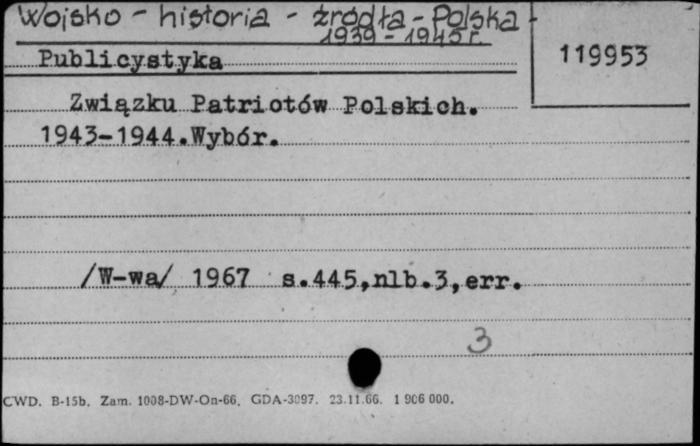 Wojsko - historia - źródła - Polska -
1939 - 1945 r.
119953
Publicystyka
Związku Patriotów Polskich.
1943-1944.Wybór.
/W-wa/ 1967 s.445,nlb.3,err.
3
CWD. B-15b. Zam. 1008-DW-On-66. GDA-3097. 23.11.66. 1 906 000.